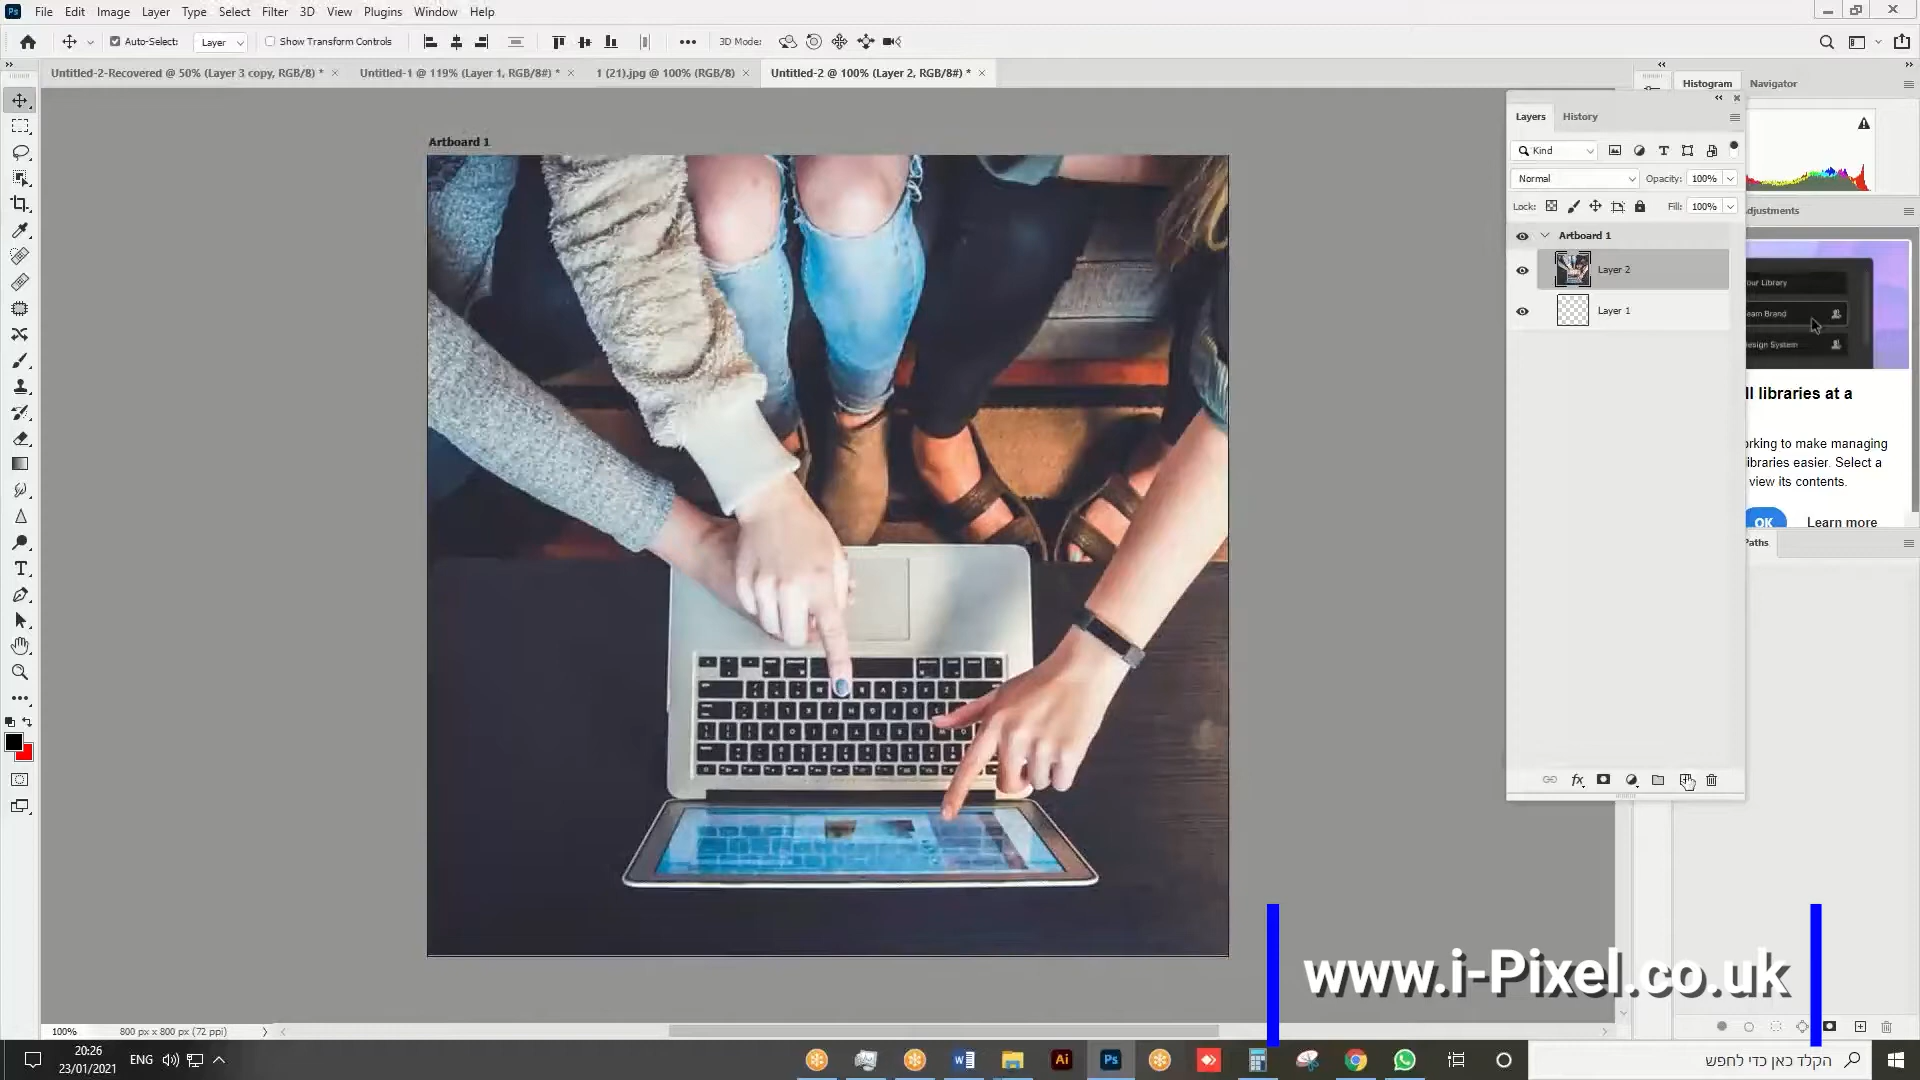 File Edit Image Layer Type Select Filter 3D View Plugins Window Help
Auto-Select: Layer Show Transform Controls 3D Mode:
Untitled-2-Recovered @ 50% (Layer 3 copy, RGB/8) * Untitled-1 @ 119% (Layer 1, RGB/8#) * 1 (21).jpg @ 100% (RGB/8) Untitled-2 @ 100% (Layer 2, RGB/8#) *
Histogram Navigator
Artboard 1
Layers History
Kind
Normal Opacity: 100%
Lock: Fill: 100%
Artboard 1
Layer 2
Layer 1
djustments
our Library
eam Brand
esign System
ll libraries at a
orking to make managing
libraries easier. Select a
view its contents.
OK Learn more
Paths
www.i-Pixel.co.uk
100% 800 px x 800 px (72 ppi)
20:26
23/01/2021
ENG
Ai
Ps
הקלד כאן כדי לחפש